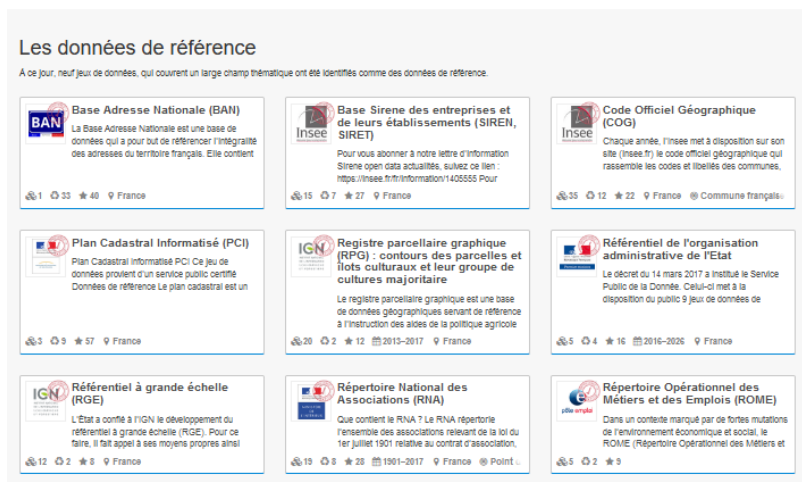 Les données de référence
A ce jour, neuf jeux de données, qui couvrent un large champ thématique ont été identifiés comme des données de référence.
BAN
Base Adresse Nationale (BAN)
La Base Adresse Nationale est une base de
données qui a pour but de référencer l'intégralité
des adresses du territoire français. Elle contient
1 33 40 France
Insee
Base Sirene des entreprises et
de leurs établissements (SIREN,
SIRET)
Pour vous abonner à notre lettre d'information
Sirene open data actualités, suivez ce lien :
https://insee.fr/fr/information/1405555 Pour
15 7 27 France
Insee
Code Officiel Géographique
(COG)
Chaque année, l'Insee met à disposition sur son
site (insee.fr) le code officiel géographique qui
rassemble les codes et libellés des communes,
35 12 22 France Commune français
Plan Cadastral Informatisé (PCI)
Plan Cadastral Informatisé PCI Ce jeu de
données provient d'un service public certifié
Données de référence Le plan cadastral est un
3 9 57 France
IGN
Registre parcellaire graphique
(RPG) : contours des parcelles et
îlots culturaux et leur groupe de
cultures majoritaire
Le registre parcellaire graphique est une base
de données géographiques servant de référence
à l'instruction des aides de la politique agricole
20 2 12 2013-2017 France
Référentiel de l'organisation
administrative de l'Etat
Le décret du 14 mars 2017 a institué le Service
Public de la Donnée. Celui-ci met à la
disposition du public 9 jeux de données de
5 4 16 2016-2026 France
IGN
Référentiel à grande échelle
(RGE)
L'État a confié à l'IGN le développement du
référentiel à grande échelle (RGE). Pour ce
faire, il fait appel à ses moyens propres ainsi
12 2 8 France
Répertoire National des
Associations (RNA)
Que contient le RNA ? Le RNA répertorie
l'ensemble des associations relevant de la loi du
1er juillet 1901 relative au contrat d'association,
19 8 28 1901-2017 France Point
pôle emploi
Répertoire Opérationnel des
Métiers et des Emplois (ROME)
Dans un contexte marqué par de fortes mutations
de l'environnement économique et social, le
ROME (Répertoire Opérationnel des Métiers et
5 2 9